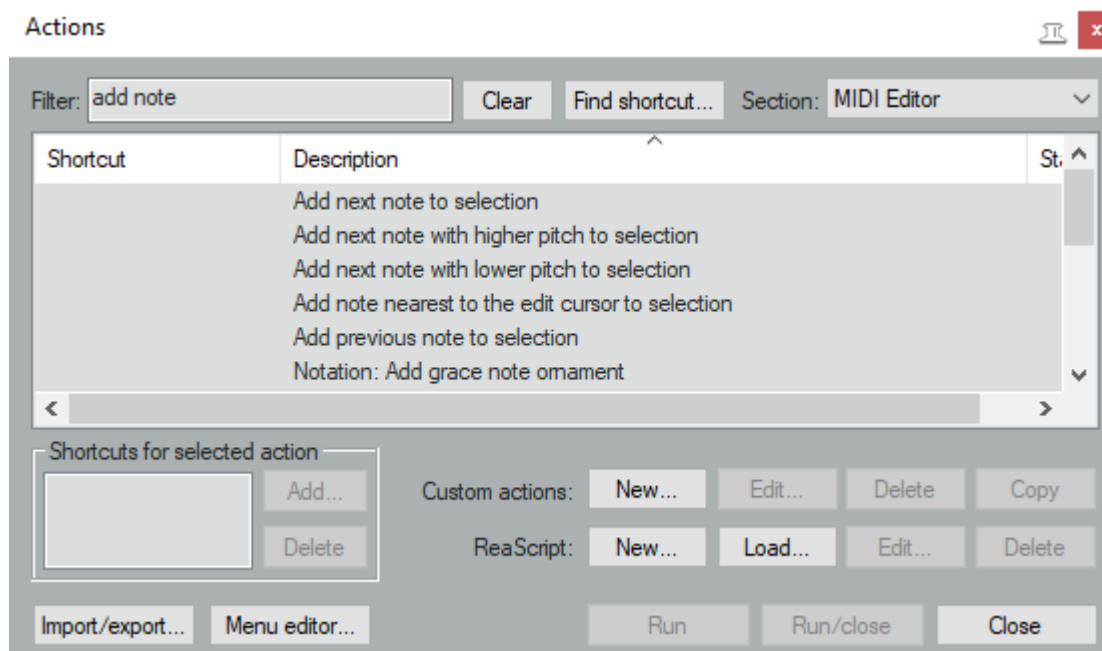 Actions
x
Filter: add note Clear Find shortcut... Section: MIDI Editor
Shortcut Description Sta
Add next note to selection
Add next note with higher pitch to selection
Add next note with lower pitch to selection
Add note nearest to the edit cursor to selection
Add previous note to selection
Notation: Add grace note ornament
Shortcuts for selected action
Add... Custom actions: New... Edit... Delete Copy
Delete ReaScript: New... Load... Edit... Delete
Import/export... Menu editor... Run Run/close Close